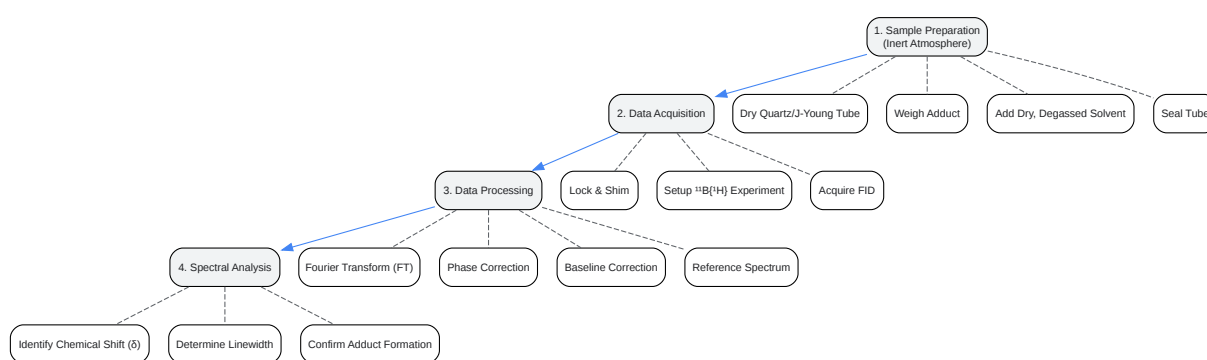 1. Sample Preparation
(Inert Atmosphere)
Dry Quartz/J-Young Tube
Weigh Adduct
Add Dry, Degassed Solvent
Seal Tube
2. Data Acquisition
Lock & Shim
Setup ¹¹B{¹H} Experiment
Acquire FID
3. Data Processing
Fourier Transform (FT)
Phase Correction
Baseline Correction
Reference Spectrum
4. Spectral Analysis
Identify Chemical Shift (δ)
Determine Linewidth
Confirm Adduct Formation